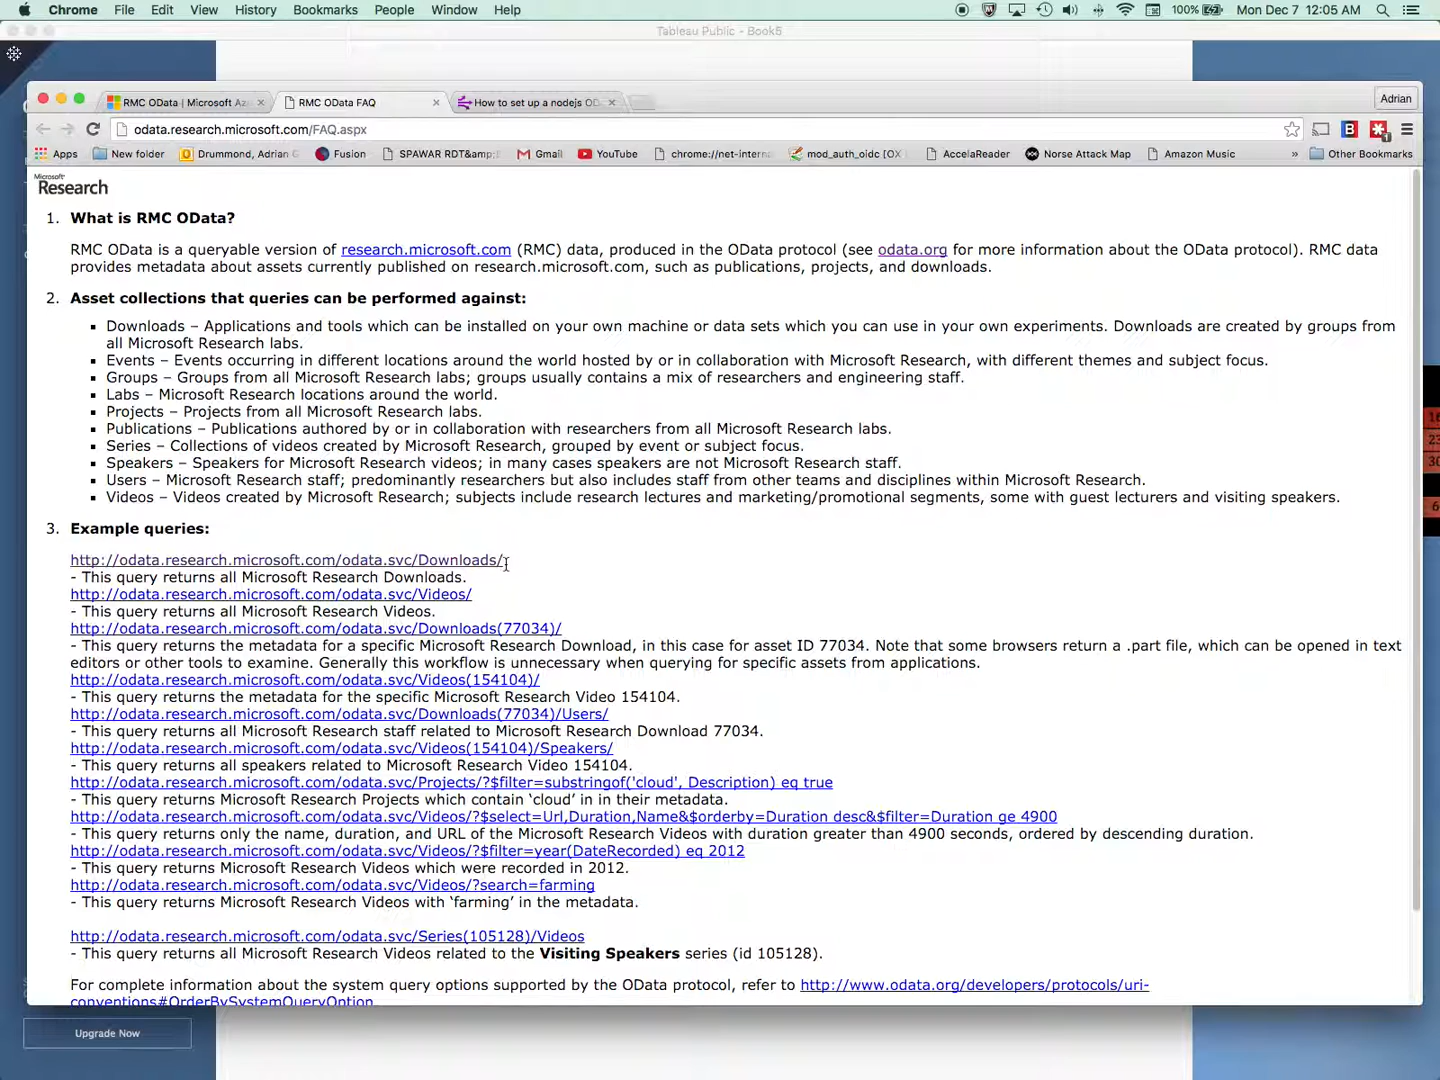 Chrome File Edit View History Bookmarks People Window Help 100% Mon Dec 7 12:05 AM
Tableau Public - Book5
RMC OData | Microsoft Az RMC OData FAQ How to set up a nodejs OD Adrian
odata.research.microsoft.com/FAQ.aspx
Apps New folder Drummond, Adrian G Fusion SPAWAR RDT&amp; Gmail YouTube chrome://net-intern mod_auth_oidc [OX AccelaReader Norse Attack Map Amazon Music » Other Bookmarks
Microsoft
Research
1. What is RMC OData?
RMC OData is a queryable version of research.microsoft.com (RMC) data, produced in the OData protocol (see odata.org for more information about the OData protocol). RMC data
provides metadata about assets currently published on research.microsoft.com, such as publications, projects, and downloads.
2. Asset collections that queries can be performed against:
Downloads – Applications and tools which can be installed on your own machine or data sets which you can use in your own experiments. Downloads are created by groups from
all Microsoft Research labs.
Events – Events occurring in different locations around the world hosted by or in collaboration with Microsoft Research, with different themes and subject focus.
Groups – Groups from all Microsoft Research labs; groups usually contains a mix of researchers and engineering staff.
Labs – Microsoft Research locations around the world.
Projects – Projects from all Microsoft Research labs.
Publications – Publications authored by or in collaboration with researchers from all Microsoft Research labs.
Series – Collections of videos created by Microsoft Research, grouped by event or subject focus.
Speakers – Speakers for Microsoft Research videos; in many cases speakers are not Microsoft Research staff.
Users – Microsoft Research staff; predominantly researchers but also includes staff from other teams and disciplines within Microsoft Research.
Videos – Videos created by Microsoft Research; subjects include research lectures and marketing/promotional segments, some with guest lecturers and visiting speakers.
3. Example queries:
http://odata.research.microsoft.com/odata.svc/Downloads/
- This query returns all Microsoft Research Downloads.
http://odata.research.microsoft.com/odata.svc/Videos/
- This query returns all Microsoft Research Videos.
http://odata.research.microsoft.com/odata.svc/Downloads(77034)/
- This query returns the metadata for a specific Microsoft Research Download, in this case for asset ID 77034. Note that some browsers return a .part file, which can be opened in text
editors or other tools to examine. Generally this workflow is unnecessary when querying for specific assets from applications.
http://odata.research.microsoft.com/odata.svc/Videos(154104)/
- This query returns the metadata for the specific Microsoft Research Video 154104.
http://odata.research.microsoft.com/odata.svc/Downloads(77034)/Users/
- This query returns all Microsoft Research staff related to Microsoft Research Download 77034.
http://odata.research.microsoft.com/odata.svc/Videos(154104)/Speakers/
- This query returns all speakers related to Microsoft Research Video 154104.
http://odata.research.microsoft.com/odata.svc/Projects/?$filter=substringof('cloud', Description) eq true
- This query returns Microsoft Research Projects which contain ‘cloud’ in in their metadata.
http://odata.research.microsoft.com/odata.svc/Videos/?$select=Url,Duration,Name&$orderby=Duration desc&$filter=Duration ge 4900
- This query returns only the name, duration, and URL of the Microsoft Research Videos with duration greater than 4900 seconds, ordered by descending duration.
http://odata.research.microsoft.com/odata.svc/Videos/?$filter=year(DateRecorded) eq 2012
- This query returns Microsoft Research Videos which were recorded in 2012.
http://odata.research.microsoft.com/odata.svc/Videos/?search=farming
- This query returns Microsoft Research Videos with ‘farming’ in the metadata.
http://odata.research.microsoft.com/odata.svc/Series(105128)/Videos
- This query returns all Microsoft Research Videos related to the Visiting Speakers series (id 105128).
For complete information about the system query options supported by the OData protocol, refer to http://www.odata.org/developers/protocols/uri-
conventions#OrderBySystemQueryOption
Upgrade Now